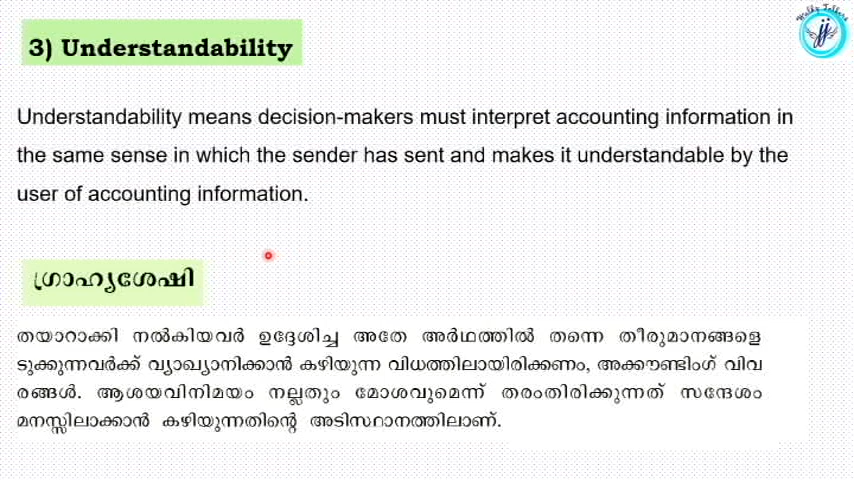 Walky Talkers
3) Understandability
Understandability means decision-makers must interpret accounting information in
the same sense in which the sender has sent and makes it understandable by the
user of accounting information.
ഗ്രാഹ്യശേഷി
തയാറാക്കി നൽകിയവർ ഉദ്ദേശിച്ച അതേ അർഥത്തിൽ തന്നെ തീരുമാനങ്ങളെ
ടുക്കുന്നവർക്ക് വ്യാഖ്യാനിക്കാൻ കഴിയുന്ന വിധത്തിലായിരിക്കണം, അക്കൗണ്ടിംഗ് വിവ
രങ്ങൾ. ആശയവിനിമയം നല്ലതും മോശവുമെന്ന് തരംതിരിക്കുന്നത് സന്ദേശം
മനസ്സിലാക്കാൻ കഴിയുന്നതിന്റെ അടിസ്ഥാനത്തിലാണ്.